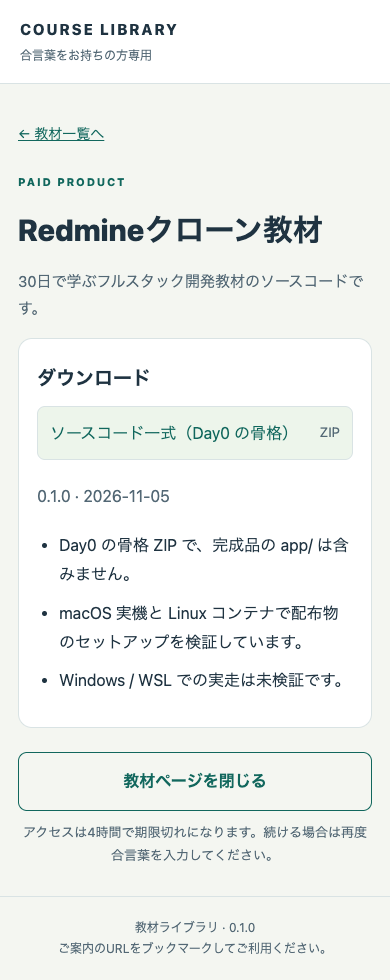 COURSE LIBRARY
合言葉をお持ちの方専用
← 教材一覧へ
PAID PRODUCT
Redmineクローン教材
30日で学ぶフルスタック開発教材のソースコードで
す。
ダウンロード
ソースコード一式（Day0 の骨格） ZIP
0.1.0 · 2026-11-05
• Day0 の骨格 ZIP で、完成品の app/ は含
みません。
• macOS 実機と Linux コンテナで配布物
のセットアップを検証しています。
• Windows / WSL での実走は未検証です。
教材ページを閉じる
アクセスは4時間で期限切れになります。続ける場合は再度
合言葉を入力してください。
教材ライブラリ · 0.1.0
ご案内のURLをブックマークしてご利用ください。